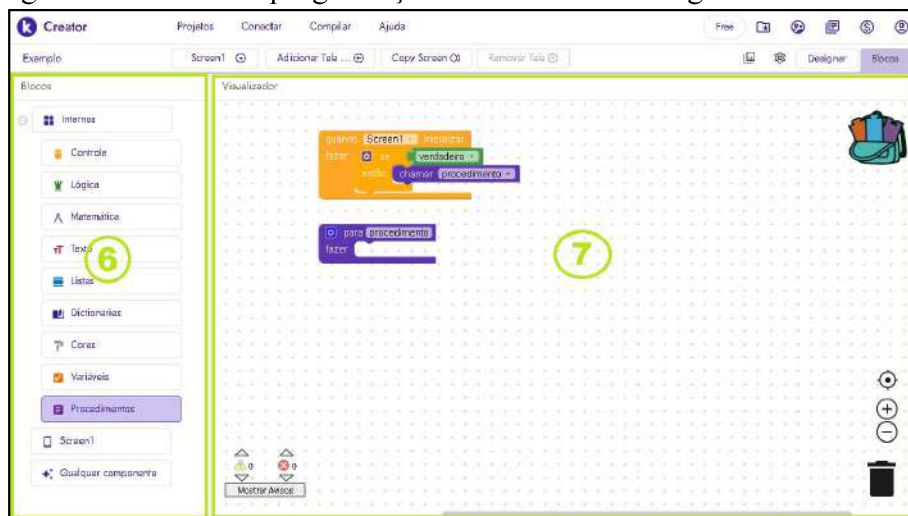 Creator
Projetos Conectar Compilar Ajuda
Free
Exemplo
Screen1 Adicionar Tela ... Copy Screen Remover Tela
Designer Blocos
Blocos
Visualizador
Internos
Controle
Lógica
Matemática
Texto
Listas
Dictionaries
Cores
Variáveis
Procedimentos
Screen1
Qualquer componente
6
quando Screen1 Inicializar
fazer se verdadeiro
então chamar procedimento
para procedimento
fazer
7
0 0
Mostrar Avisos